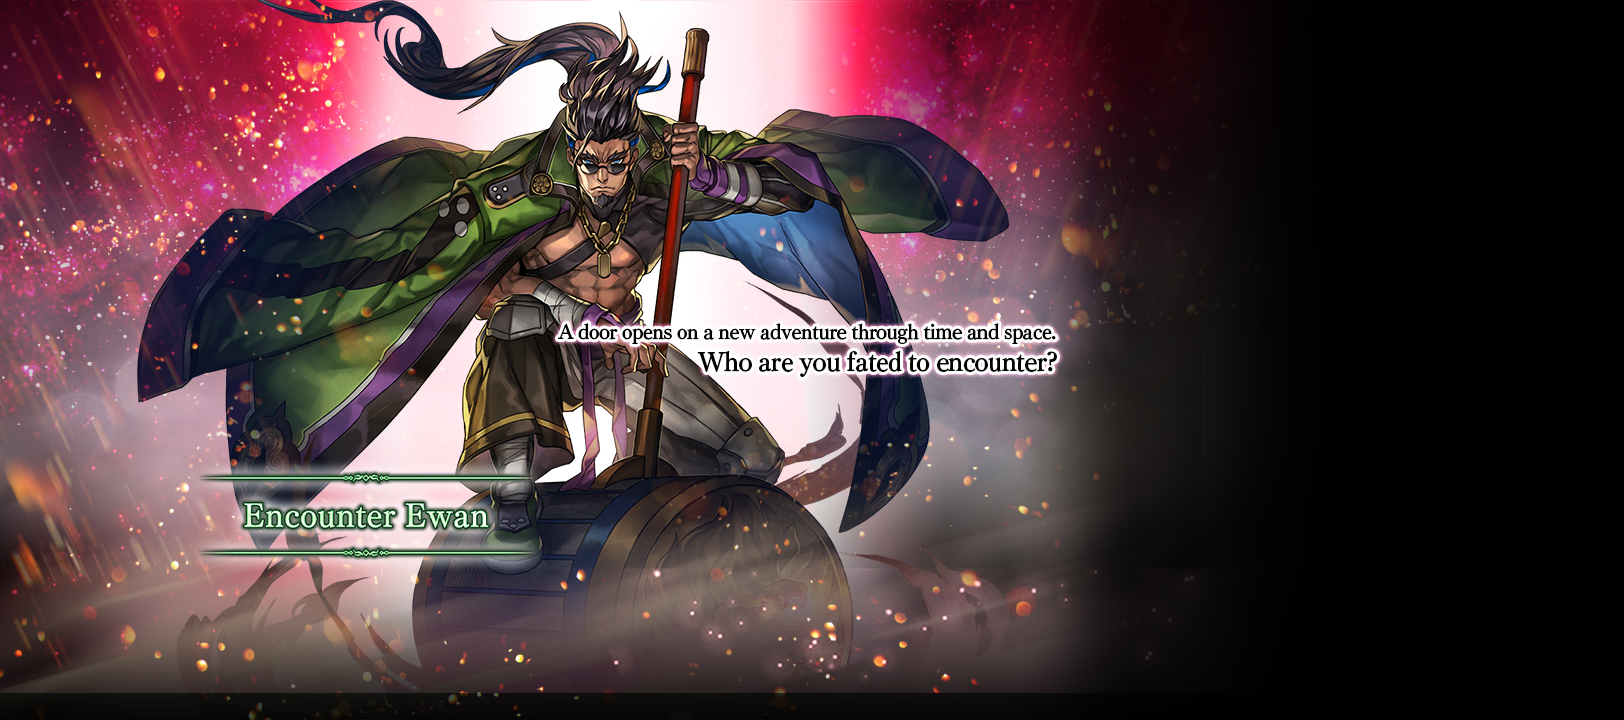 A door opens on a new adventure through time and space.
Who are you fated to encounter?
Encounter Ewan